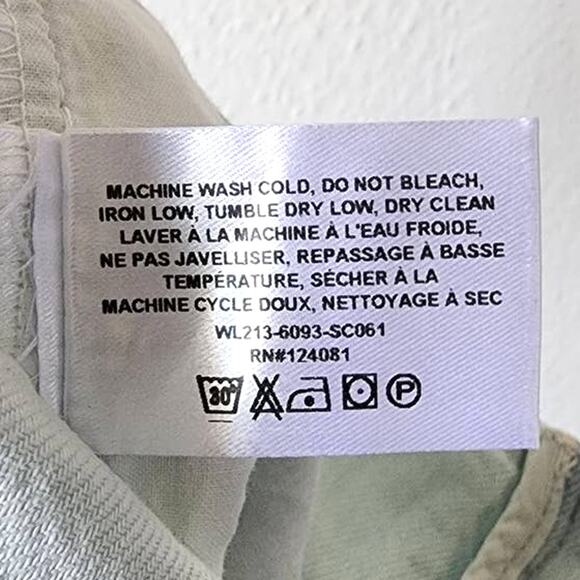 MACHINE WASH COLD, DO NOT BLEACH,
IRON LOW, TUMBLE DRY LOW, DRY CLEAN
LAVER À LA MACHINE À L'EAU FROIDE,
NE PAS JAVELLISER, REPASSAGE À BASSE
TEMPÉRATURE, SÉCHER À LA
MACHINE CYCLE DOUX, NETTOYAGE À SEC
WL213-6093-SC061
RN#124081
30° P